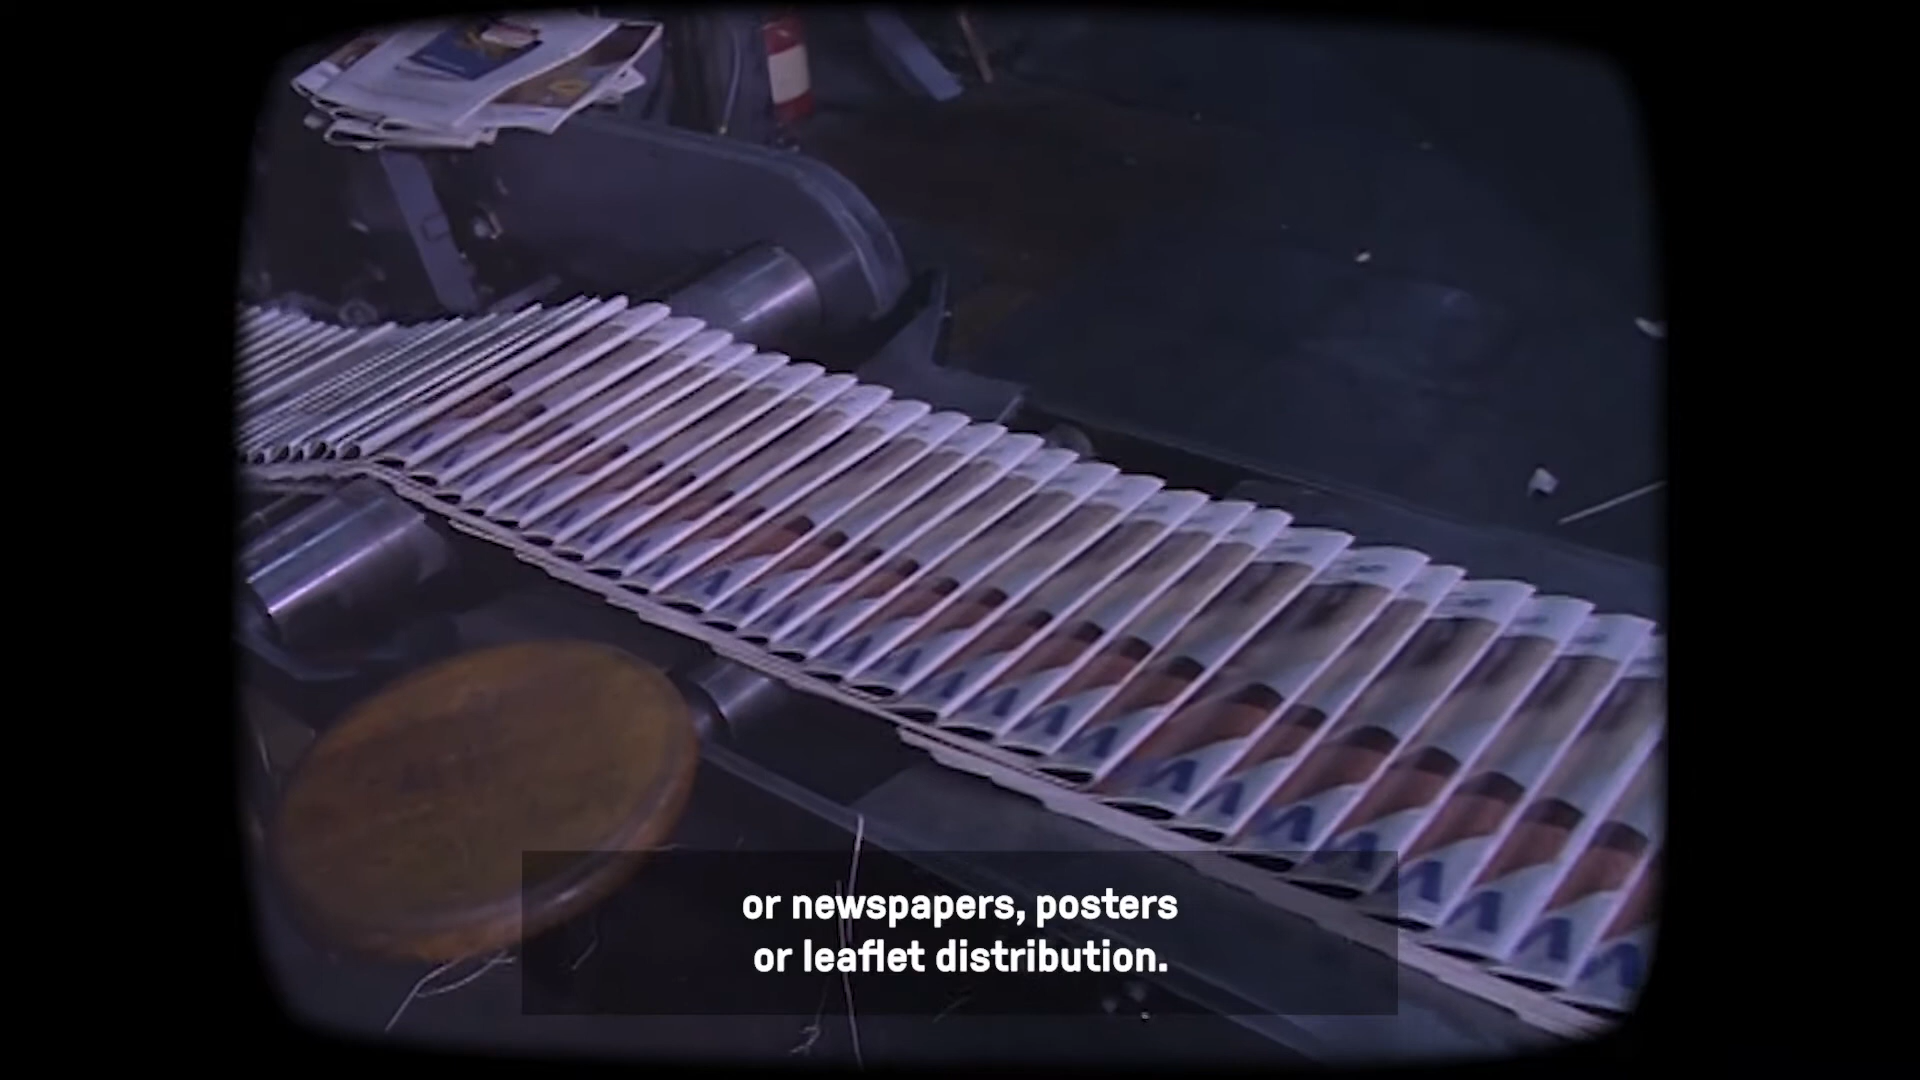 or newspapers, posters
or leaflet distribution.